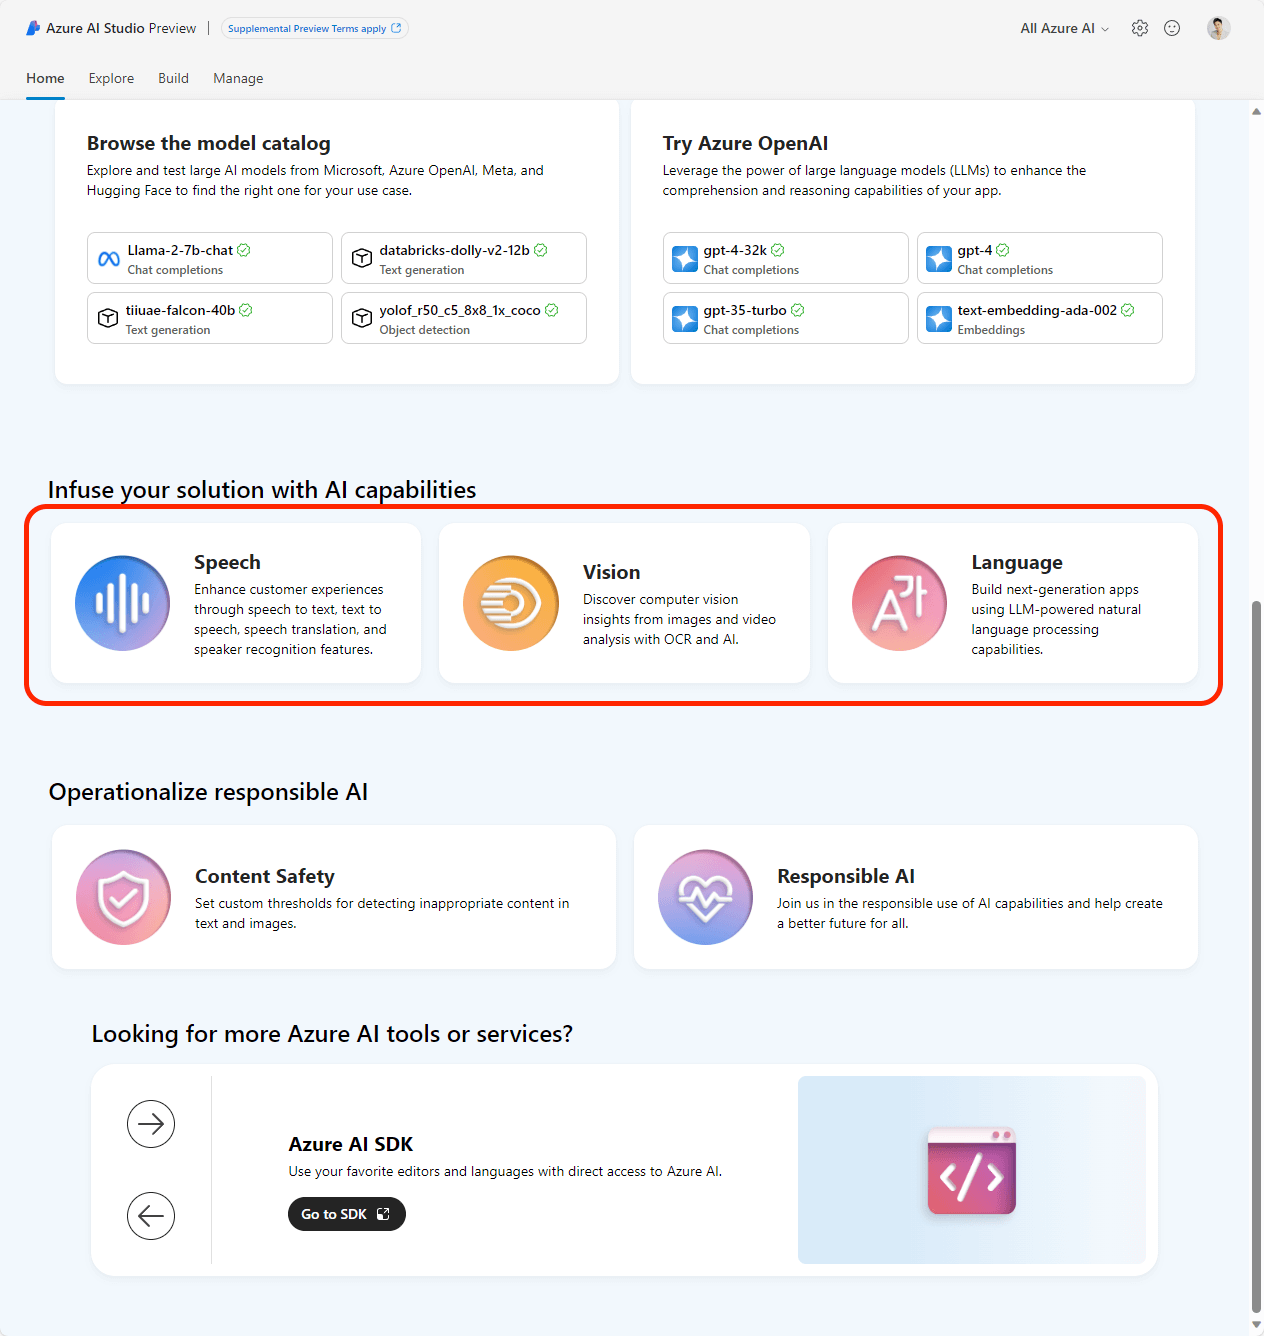 Azure AI Studio Preview | Supplemental Preview Terms apply
All Azure AI
Home Explore Build Manage
Browse the model catalog
Explore and test large AI models from Microsoft, Azure OpenAI, Meta, and
Hugging Face to find the right one for your use case.
Llama-2-7b-chat
Chat completions
databricks-dolly-v2-12b
Text generation
tiiuae-falcon-40b
Text generation
yolof_r50_c5_8x8_1x_coco
Object detection
Try Azure OpenAI
Leverage the power of large language models (LLMs) to enhance the
comprehension and reasoning capabilities of your app.
gpt-4-32k
Chat completions
gpt-4
Chat completions
gpt-35-turbo
Chat completions
text-embedding-ada-002
Embeddings
Infuse your solution with AI capabilities
Speech
Enhance customer experiences
through speech to text, text to
speech, speech translation, and
speaker recognition features.
Vision
Discover computer vision
insights from images and video
analysis with OCR and AI.
A가
Language
Build next-generation apps
using LLM-powered natural
language processing
capabilities.
Operationalize responsible AI
Content Safety
Set custom thresholds for detecting inappropriate content in
text and images.
Responsible AI
Join us in the responsible use of AI capabilities and help create
a better future for all.
Looking for more Azure AI tools or services?
Azure AI SDK
Use your favorite editors and languages with direct access to Azure AI.
Go to SDK